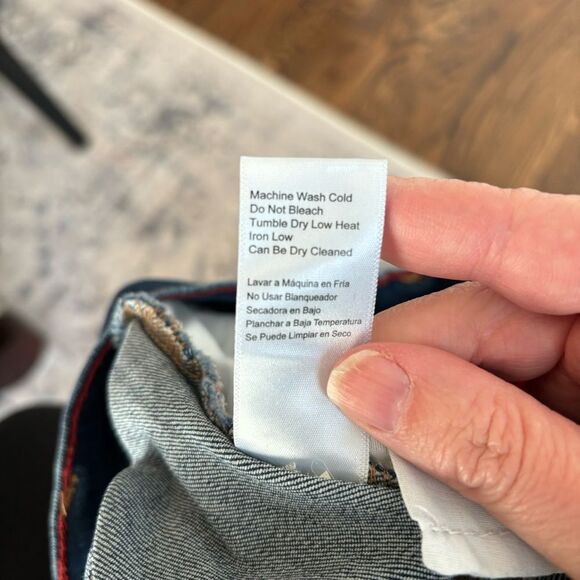 Machine Wash Cold
Do Not Bleach
Tumble Dry Low Heat
Iron Low
Can Be Dry Cleaned
Lavar a Máquina en Fría
No Usar Blanqueador
Secadora en Bajo
Planchar a Baja Temperatura
Se Puede Limpiar en Seco